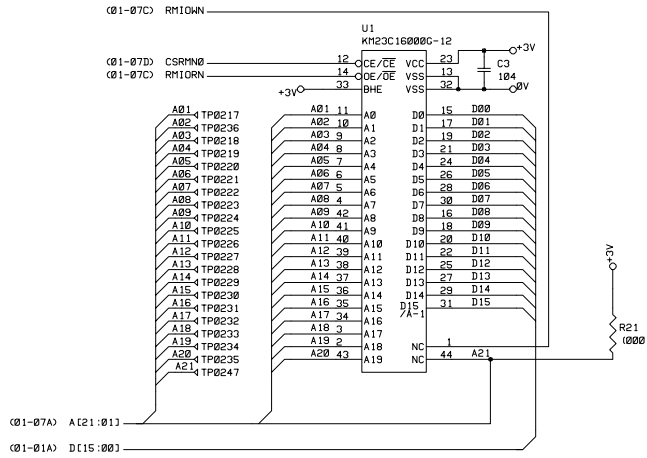 (01-07C) RMIOWN
U1
KM23C16000G-12
(01-07D) CSRMN0 12 CE/CE VCC 23 +3V
(01-07C) RMIORN 14 OE/OE VSS 13 C3
104
+3V 33 BHE VSS 32 0V
A01 TP0217 A01 11 A0 D0 15 D00
A02 TP0236 A02 10 A1 D1 17 D01
A03 TP0218 A03 9 A2 D2 19 D02
A04 TP0219 A04 8 A3 D3 21 D03
A05 TP0220 A05 7 A4 D4 24 D04
A06 TP0221 A06 6 A5 D5 26 D05
A07 TP0222 A07 5 A6 D6 28 D06
A08 TP0223 A08 4 A7 D7 30 D07
A09 TP0224 A09 42 A8 D8 16 D08
A10 TP0225 A10 41 A9 D9 18 D09
A11 TP0226 A11 40 A10 D10 20 D10
A12 TP0227 A12 39 A11 D11 22 D11
A13 TP0228 A13 38 A12 D12 25 D12
A14 TP0229 A14 37 A13 D13 27 D13
A15 TP0230 A15 36 A14 D14 29 D14
A16 TP0231 A16 35 A15 D15 31 D15
/A-1
A17 TP0232 A17 34 A16
A18 TP0233 A18 3 A17
A19 TP0234 A19 2 A18 NC 1
A20 TP0235 A20 43 A19 NC 44 A21
A21 TP0247
+3V
R21
(000
(01-07A) A[21:01]
(01-01A) D[15:00]